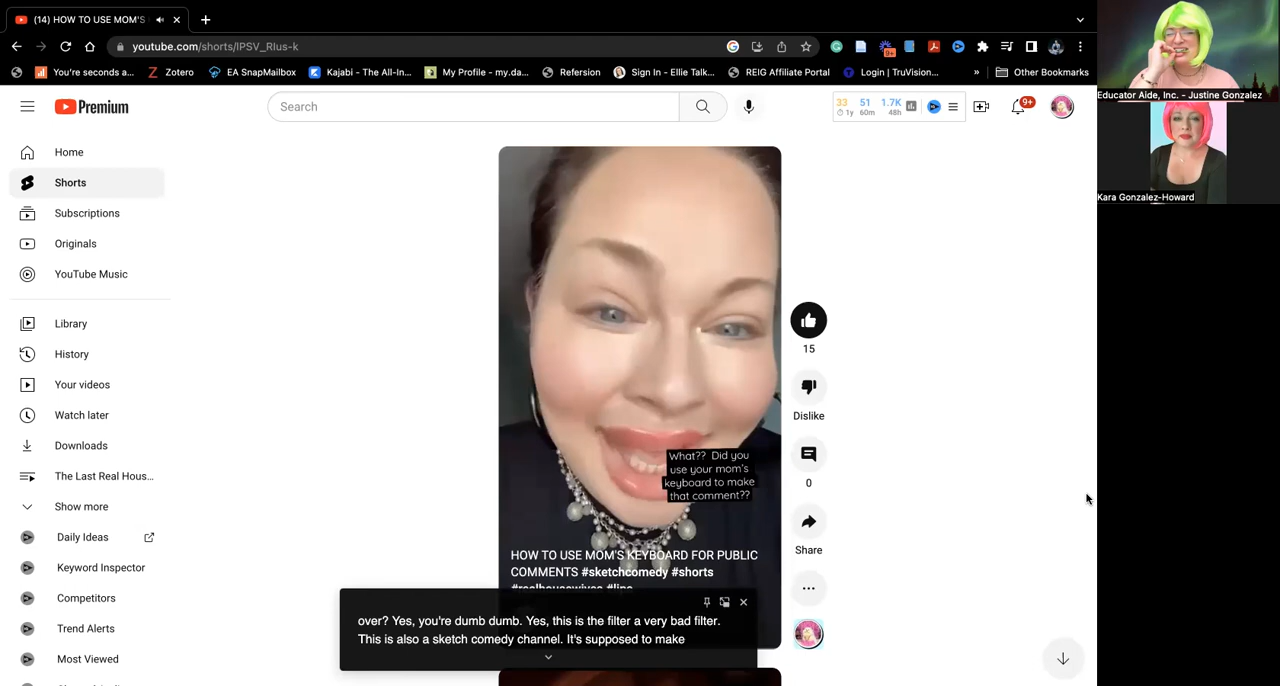 (14) HOW TO USE MOM'S
youtube.com/shorts/IPSV_RIus-k
9+
You're seconds a...
Zotero
EA SnapMailbox
Kajabi - The All-In...
My Profile - my.da...
Refersion
Sign In - Ellie Talk...
REIG Affiliate Portal
Login | TruVision...
»
Other Bookmarks
Premium
Search
33 51 1.7K
1y 60m 48h
9+
Home
Shorts
Subscriptions
Originals
YouTube Music
Library
History
Your videos
Watch later
Downloads
The Last Real Hous...
Show more
Daily Ideas
Keyword Inspector
Competitors
Trend Alerts
Most Viewed
What?? Did you
use your mom's
keyboard to make
that comment??
HOW TO USE MOM'S KEYBOARD FOR PUBLIC
COMMENTS #sketchcomedy #shorts
#realhousewives #lips
over? Yes, you're dumb dumb. Yes, this is the filter a very bad filter.
This is also a sketch comedy channel. It's supposed to make
15
Dislike
0
Share
Educator Aide, Inc. - Justine Gonzalez
Kara Gonzalez-Howard